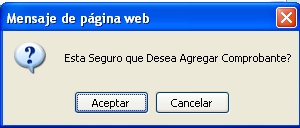 Mensaje de página web
Esta Seguro que Desea Agregar Comprobante?
Aceptar
Cancelar